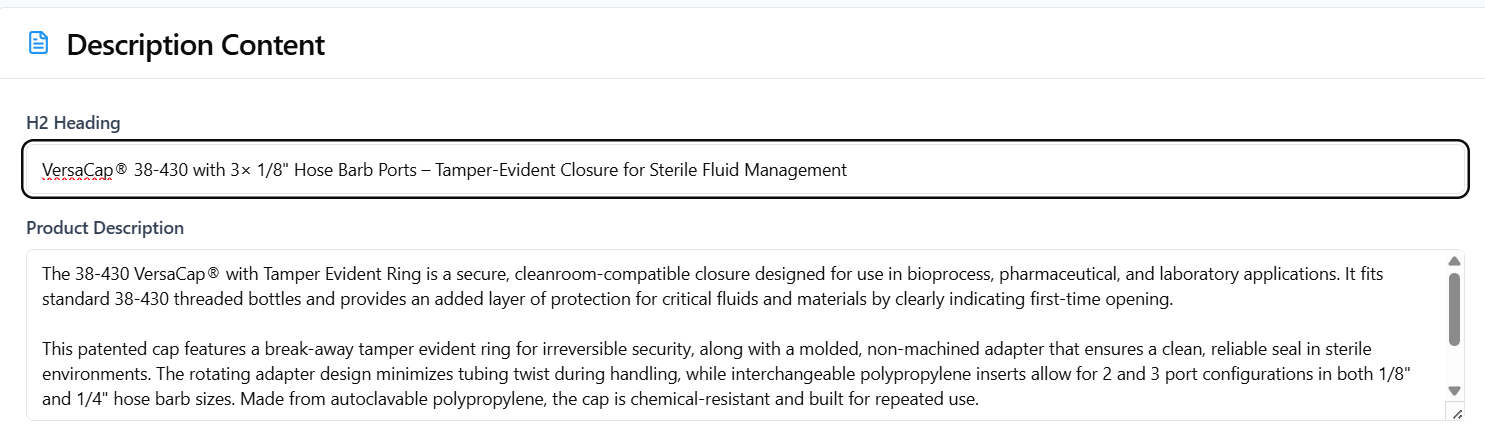 Description Content
H2 Heading
VersaCap® 38-430 with 3× 1/8" Hose Barb Ports – Tamper-Evident Closure for Sterile Fluid Management
Product Description
The 38-430 VersaCap® with Tamper Evident Ring is a secure, cleanroom-compatible closure designed for use in bioprocess, pharmaceutical, and laboratory applications. It fits
standard 38-430 threaded bottles and provides an added layer of protection for critical fluids and materials by clearly indicating first-time opening.
This patented cap features a break-away tamper evident ring for irreversible security, along with a molded, non-machined adapter that ensures a clean, reliable seal in sterile
environments. The rotating adapter design minimizes tubing twist during handling, while interchangeable polypropylene inserts allow for 2 and 3 port configurations in both 1/8"
and 1/4" hose barb sizes. Made from autoclavable polypropylene, the cap is chemical-resistant and built for repeated use.